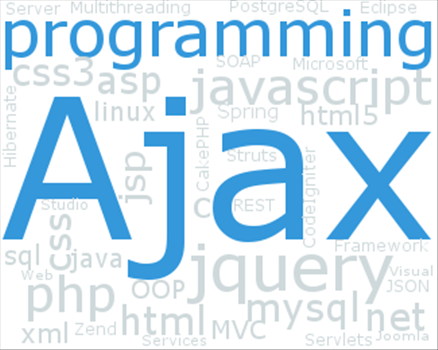 Server Multithreading PostgreSQL Eclipse
programming
css3 asp SOAP Microsoft
javascript
Hibernate linux CakePHP Spring html5
Ajax
jsp Struts CodeIgniter
Studio css C REST
sql java Framework
Web jquery Visual
php OOP JSON
html mysql net
xml Zend Services MVC Servlets Joomla